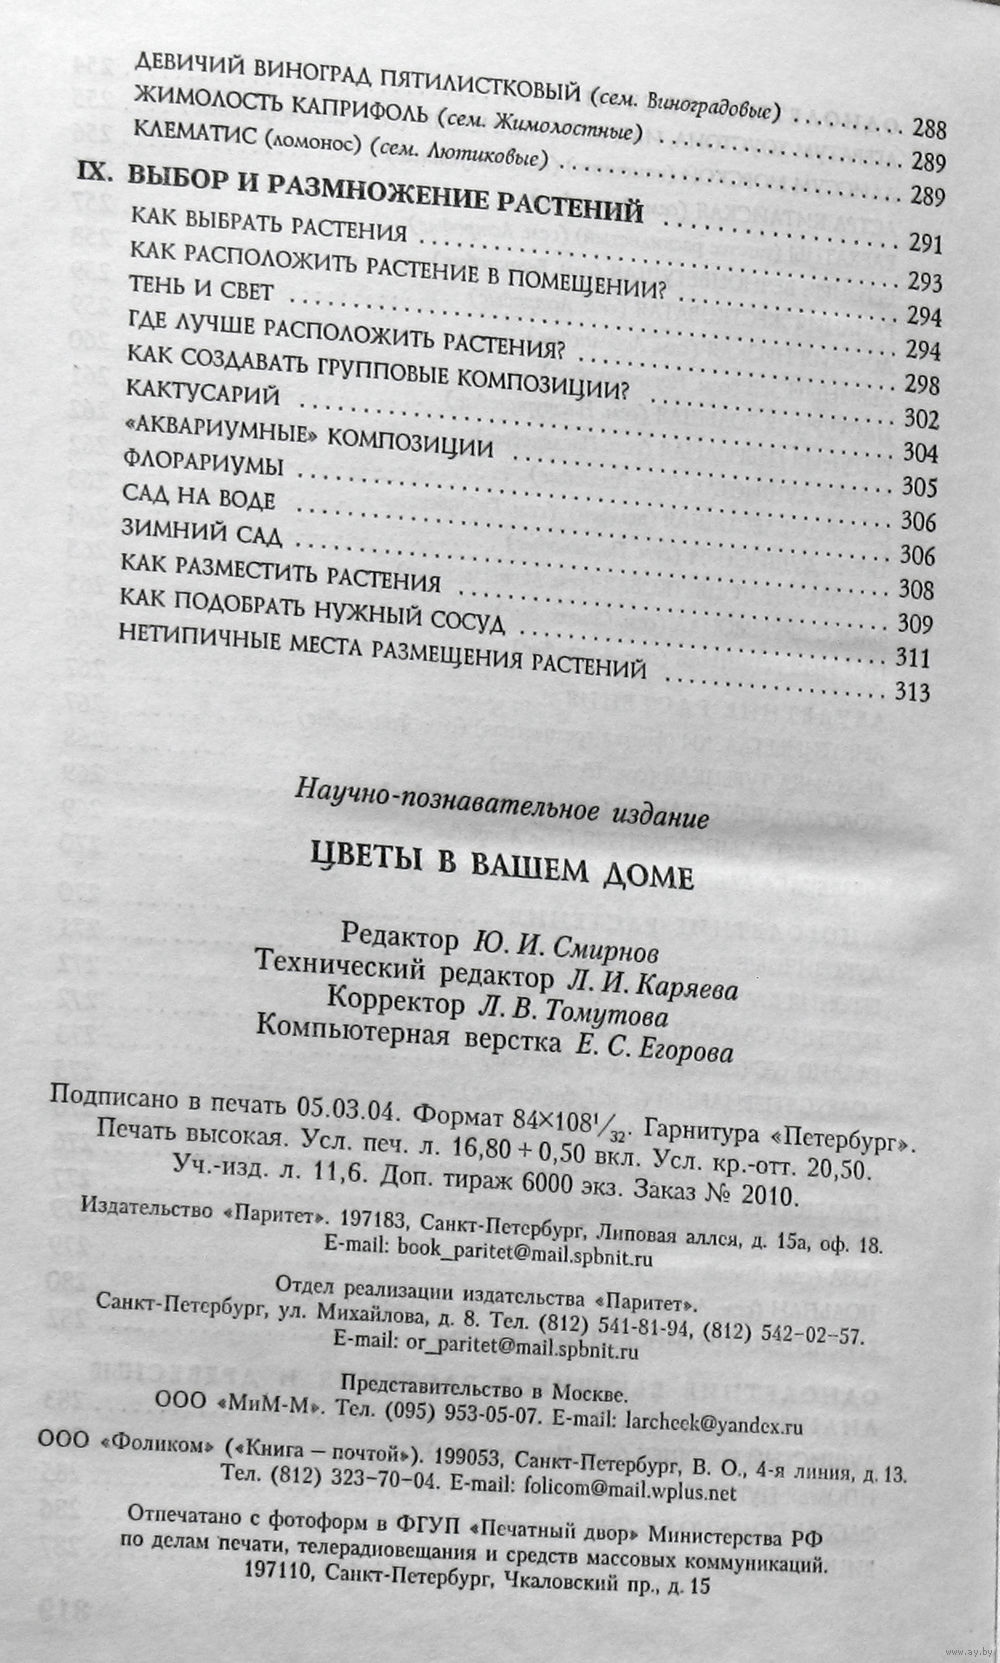 ДЕВИЧИЙ ВИНОГРАД ПЯТИЛИСТКОВЫЙ (сем. Виноградовые) . . . . . . . . . . 288
ЖИМОЛОСТЬ КАПРИФОЛЬ (сем. Жимолостные) . . . . . . . . . . 289
КЛЕМАТИС (ломонос) (сем. Лютиковые) . . . . . . . . . . 289
IX. ВЫБОР И РАЗМНОЖЕНИЕ РАСТЕНИЙ . . . . . . . . . . 291
КАК ВЫБРАТЬ РАСТЕНИЯ . . . . . . . . . . 293
КАК РАСПОЛОЖИТЬ РАСТЕНИЕ В ПОМЕЩЕНИИ? . . . . . . . . . . 294
ТЕНЬ И СВЕТ . . . . . . . . . . 294
ГДЕ ЛУЧШЕ РАСПОЛОЖИТЬ РАСТЕНИЯ? . . . . . . . . . . 298
КАК СОЗДАВАТЬ ГРУППОВЫЕ КОМПОЗИЦИИ? . . . . . . . . . . 302
КАКТУСАРИЙ . . . . . . . . . . 304
«АКВАРИУМНЫЕ» КОМПОЗИЦИИ . . . . . . . . . . 305
ФЛОРАРИУМЫ . . . . . . . . . . 306
САД НА ВОДЕ . . . . . . . . . . 306
ЗИМНИЙ САД . . . . . . . . . . 308
КАК РАЗМЕСТИТЬ РАСТЕНИЯ . . . . . . . . . . 309
КАК ПОДОБРАТЬ НУЖНЫЙ СОСУД . . . . . . . . . . 311
НЕТИПИЧНЫЕ МЕСТА РАЗМЕЩЕНИЯ РАСТЕНИЙ . . . . . . . . . . 313
Научно-познавательное издание
ЦВЕТЫ В ВАШЕМ ДОМЕ
Редактор Ю. И. Смирнов
Технический редактор Л. И. Каряева
Корректор Л. В. Томутова
Компьютерная верстка Е. С. Егорова
Подписано в печать 05.03.04. Формат 84×108¹/₃₂. Гарнитура «Петербург».
Печать высокая. Усл. печ. л. 16,80 + 0,50 вкл. Усл. кр.-отт. 20,50.
Уч.-изд. л. 11,6. Доп. тираж 6000 экз. Заказ № 2010.
Издательство «Паритет». 197183, Санкт-Петербург, Липовая аллея, д. 15а, оф. 18.
E-mail: book_paritet@mail.spbnit.ru
Отдел реализации издательства «Паритет».
Санкт-Петербург, ул. Михайлова, д. 8. Тел. (812) 541-81-94, (812) 542-02-57.
E-mail: or_paritet@mail.spbnit.ru
Представительство в Москве.
ООО «МиМ-М». Тел. (095) 953-05-07. E-mail: larcheek@yandex.ru
ООО «Фоликом» («Книга — почтой»). 199053, Санкт-Петербург, В. О., 4-я линия, д. 13.
Тел. (812) 323-70-04. E-mail: folicom@mail.wplus.net
Отпечатано с фотоформ в ФГУП «Печатный двор» Министерства РФ
по делам печати, телерадиовещания и средств массовых коммуникаций.
197110, Санкт-Петербург, Чкаловский пр., д. 15
www.ay.by